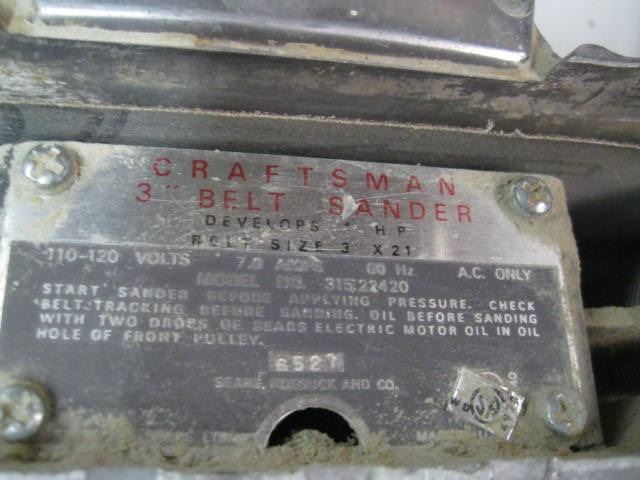 CRAFTSMAN
3" BELT SANDER
DEVELOPS 1 HP
BELT SIZE 3" X 21
110-120 VOLTS 7.0 AMPS 60 Hz A.C. ONLY
MODEL NO. 315.22420
START SANDER BEFORE APPLYING PRESSURE. CHECK
BELT TRACKING BEFORE SANDING. OIL BEFORE SANDING
WITH TWO DROPS OF SEARS ELECTRIC MOTOR OIL IN OIL
HOLE OF FRONT PULLEY.
SEARS, ROEBUCK AND CO.